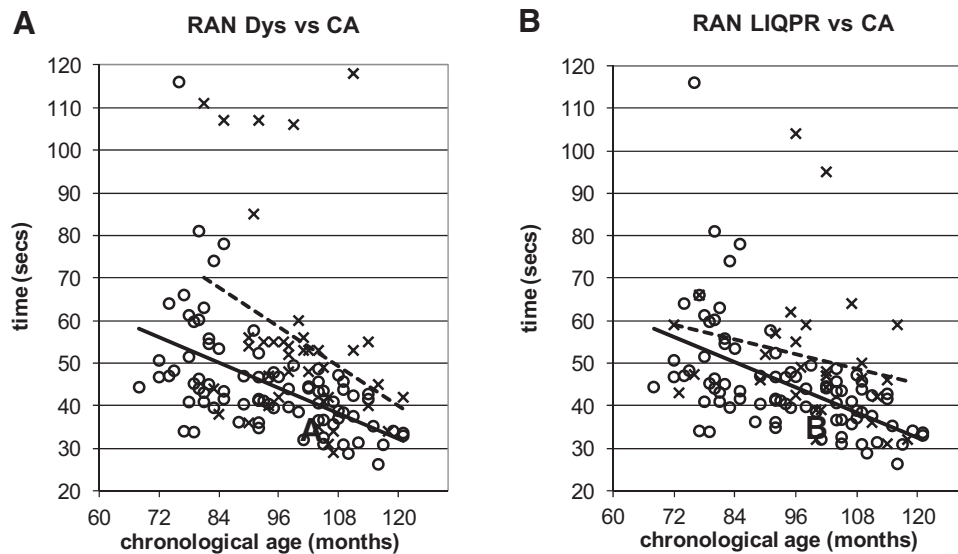 A
RAN Dys vs CA
120
110
100
90
80
70
60
50
40
30
20
time (secs)
A
60 72 84 96 108 120
chronological age (months)
B
RAN LIQPR vs CA
120
110
100
90
80
70
60
50
40
30
20
time (secs)
B
60 72 84 96 108 120
chronological age (months)